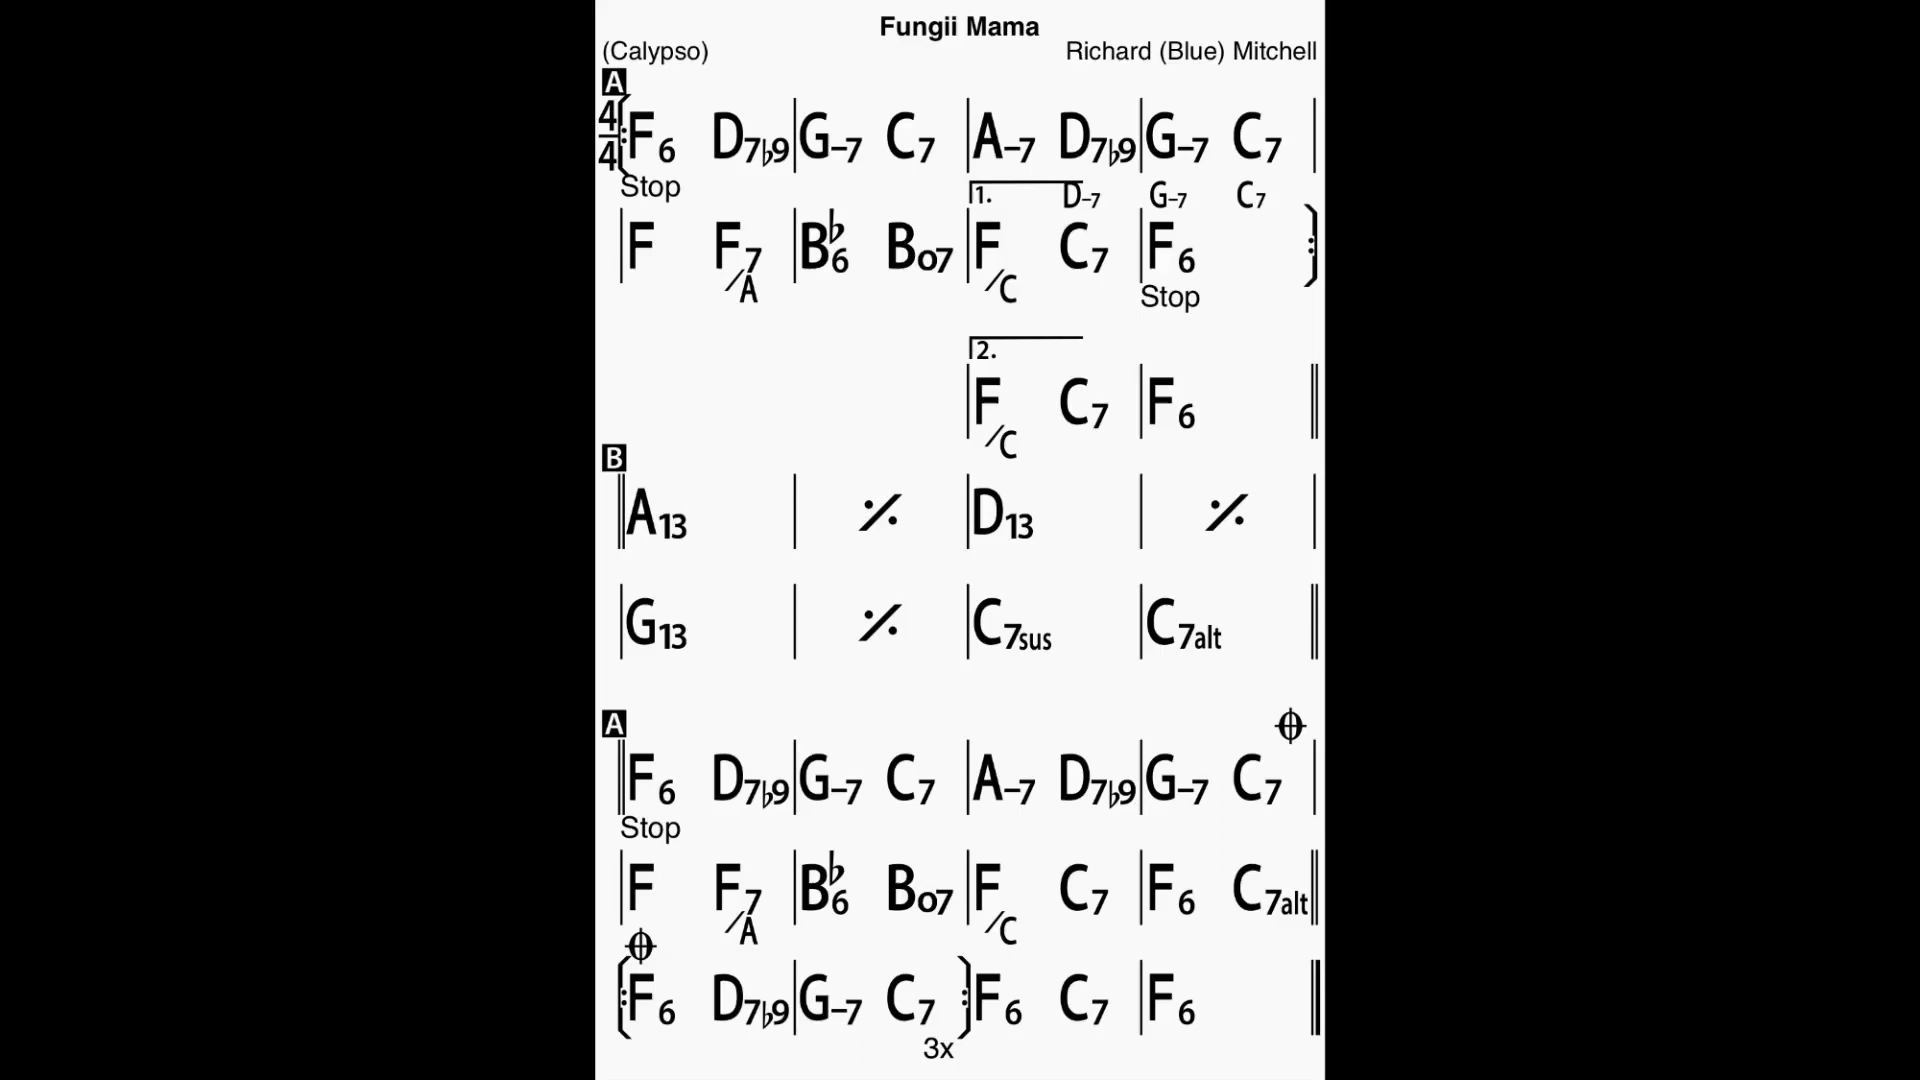 Fungii Mama
(Calypso) Richard (Blue) Mitchell
A
4/4 F6 D7♭9 G–7 C7 A–7 D7♭9 G–7 C7
Stop
1. D–7 G–7 C7
F F7/A B♭6 Bo7 F/C C7 F6
Stop
2.
F/C C7 F6
B
A13 D13
G13 C7sus C7alt
A
F6 D7♭9 G–7 C7 A–7 D7♭9 G–7 C7
Stop
F F7/A B♭6 Bo7 F/C C7 F6 C7alt
F6 D7♭9 G–7 C7 F6 C7 F6
3x